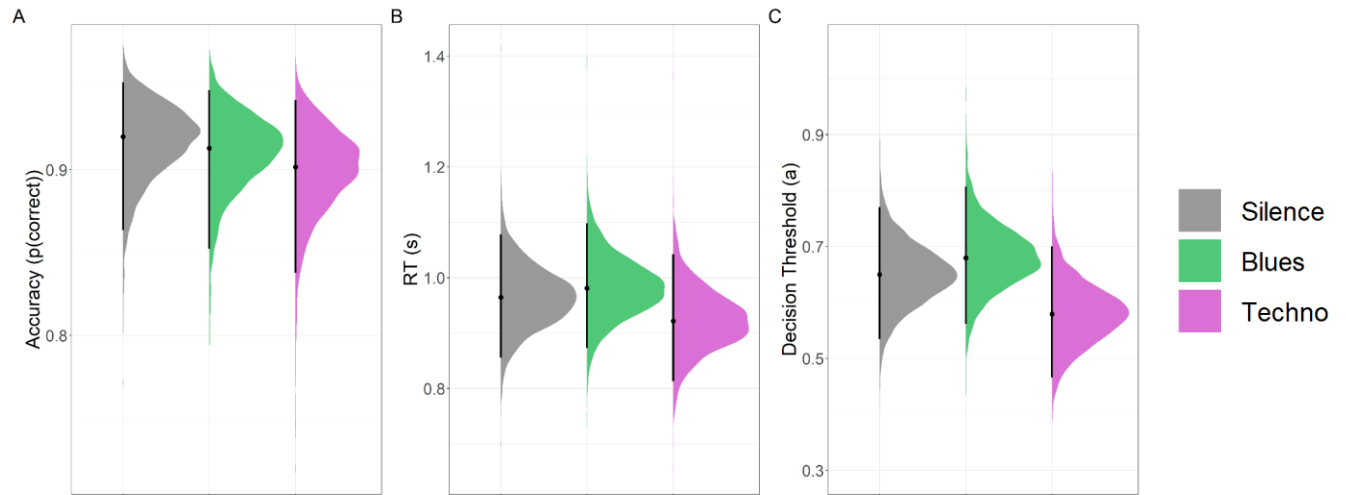 A
Accuracy (p(correct))
0.9
0.8
B
RT (s)
1.4
1.2
1.0
0.8
C
Decision Threshold (a)
0.9
0.7
0.5
0.3
Silence
Blues
Techno